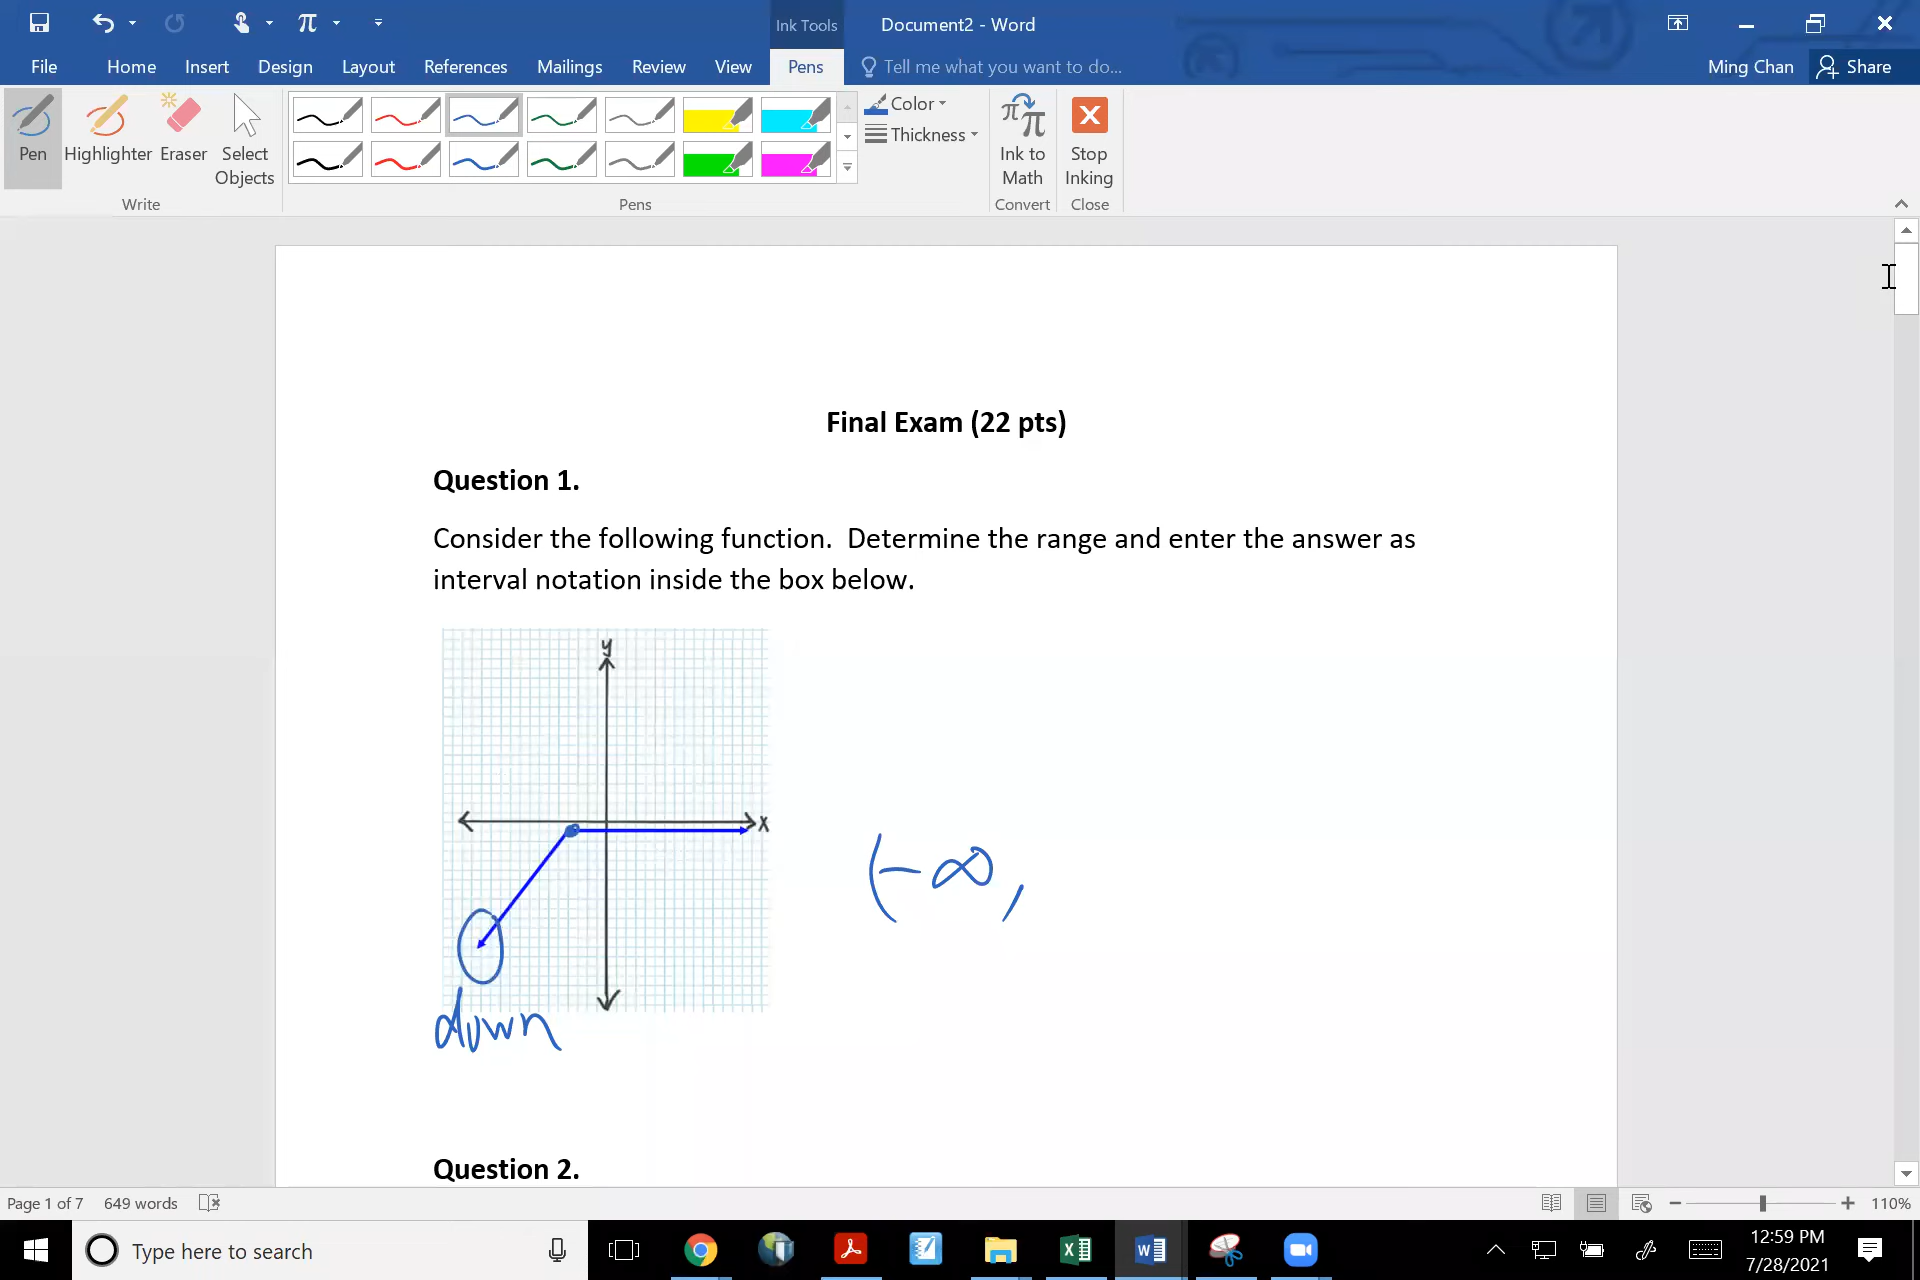 Ink Tools
Document2 - Word
File Home Insert Design Layout References Mailings Review View Pens Tell me what you want to do... Ming Chan Share
Pen Highlighter Eraser Select Objects
Color
Thickness
Ink to Math
Stop Inking
Write Pens Convert Close
Final Exam (22 pts)
Question 1.
Consider the following function. Determine the range and enter the answer as
interval notation inside the box below.
y
x
(-∞,
down
Question 2.
Page 1 of 7 649 words 110%
Type here to search
12:59 PM
7/28/2021